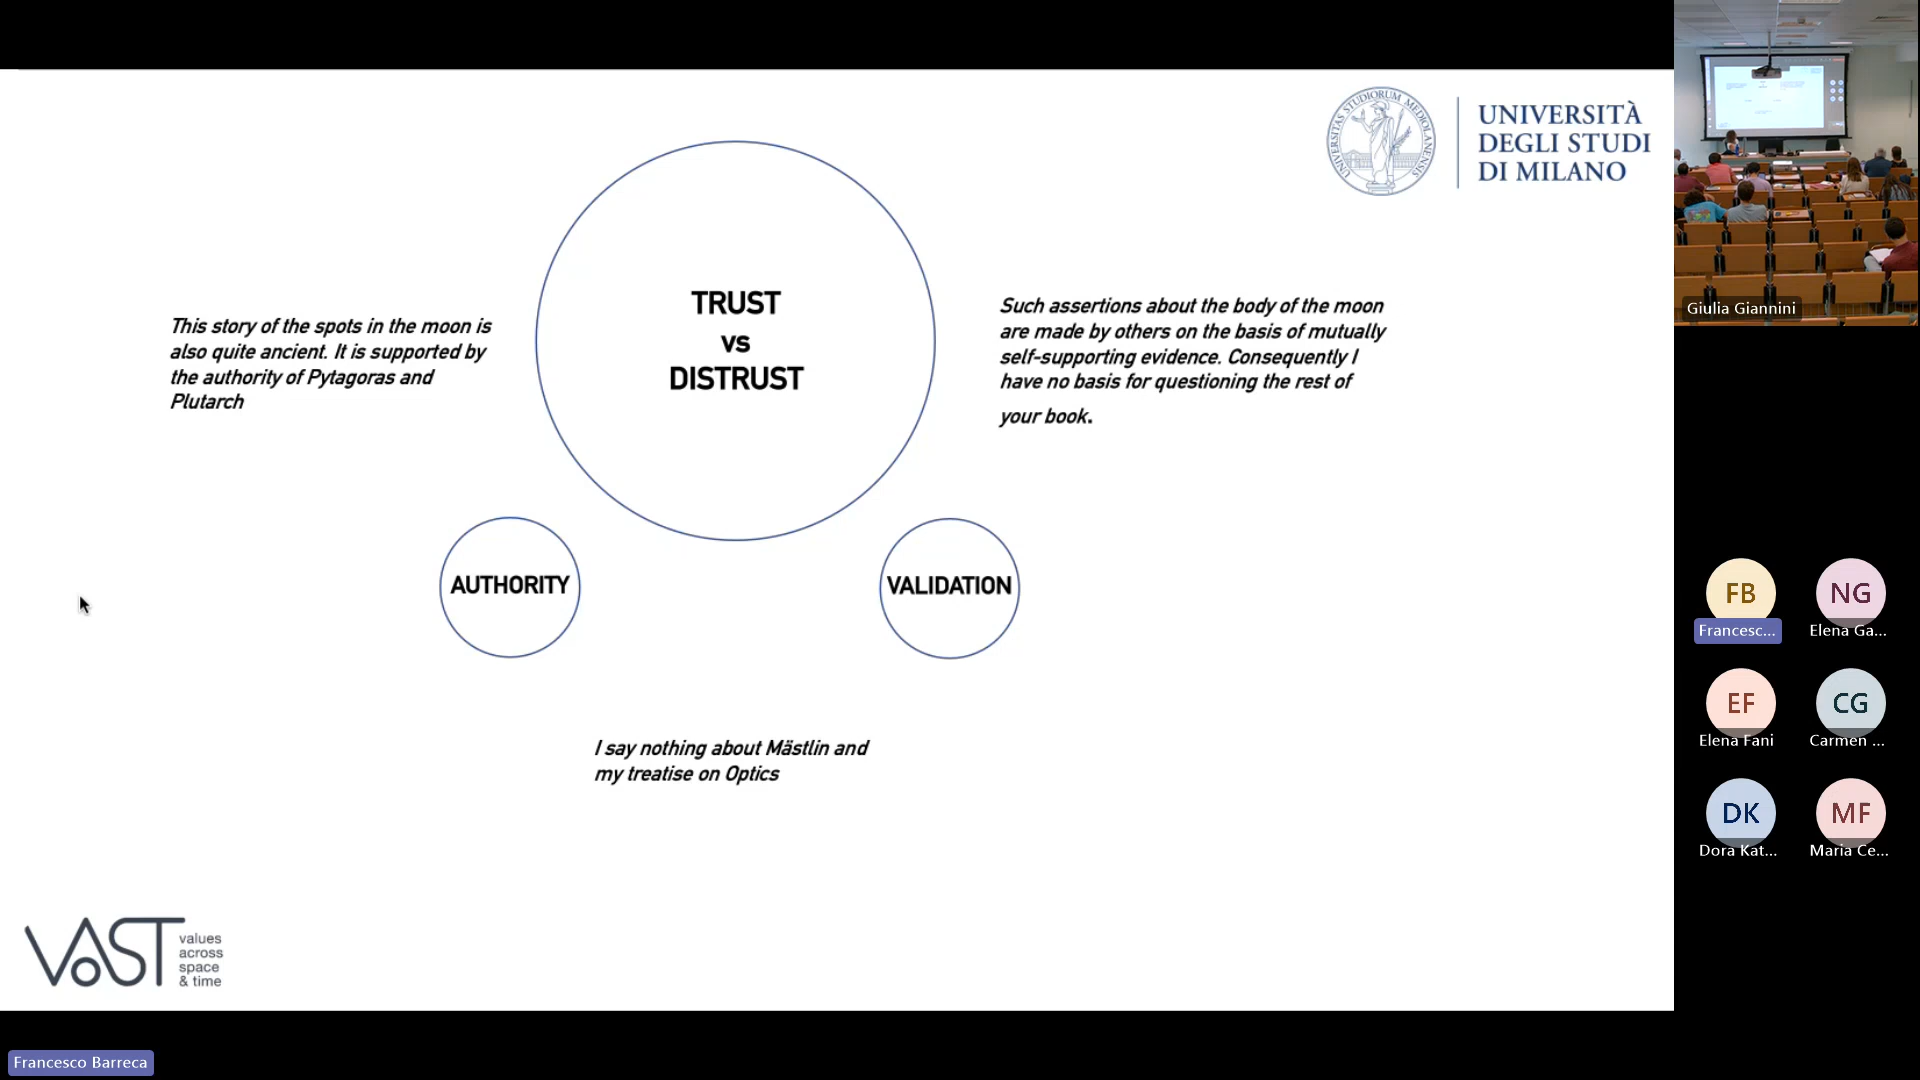 UNIVERSITÀ
DEGLI STUDI
DI MILANO
TRUST
VS
DISTRUST
This story of the spots in the moon is
also quite ancient. It is supported by
the authority of Pytagoras and
Plutarch
Such assertions about the body of the moon
are made by others on the basis of mutually
self-supporting evidence. Consequently I
have no basis for questioning the rest of
your book.
AUTHORITY
VALIDATION
I say nothing about Mästlin and
my treatise on Optics
VAST
values
across
space
& time
Francesco Barreca
Giulia Giannini
FB
Francesc...
NG
Elena Ga...
EF
Elena Fani
CG
Carmen ...
DK
Dora Kat...
MF
Maria Ce...